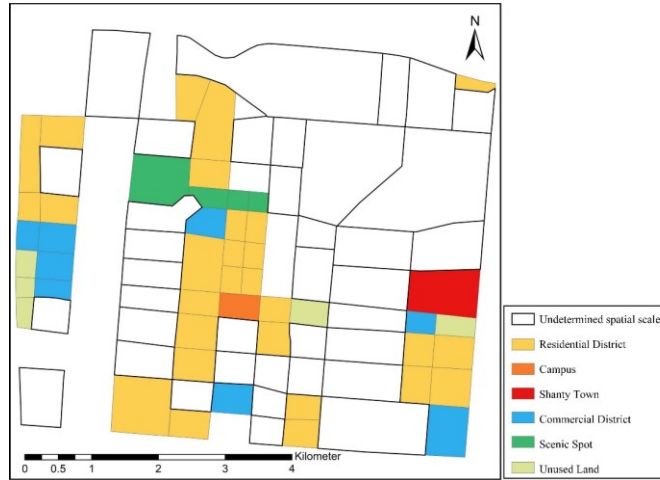 N
Undetermined spatial scale
Residential District
Campus
Shanty Town
Commercial District
Scenic Spot
Unused Land
Kilometer
0 0.5 1 2 3 4